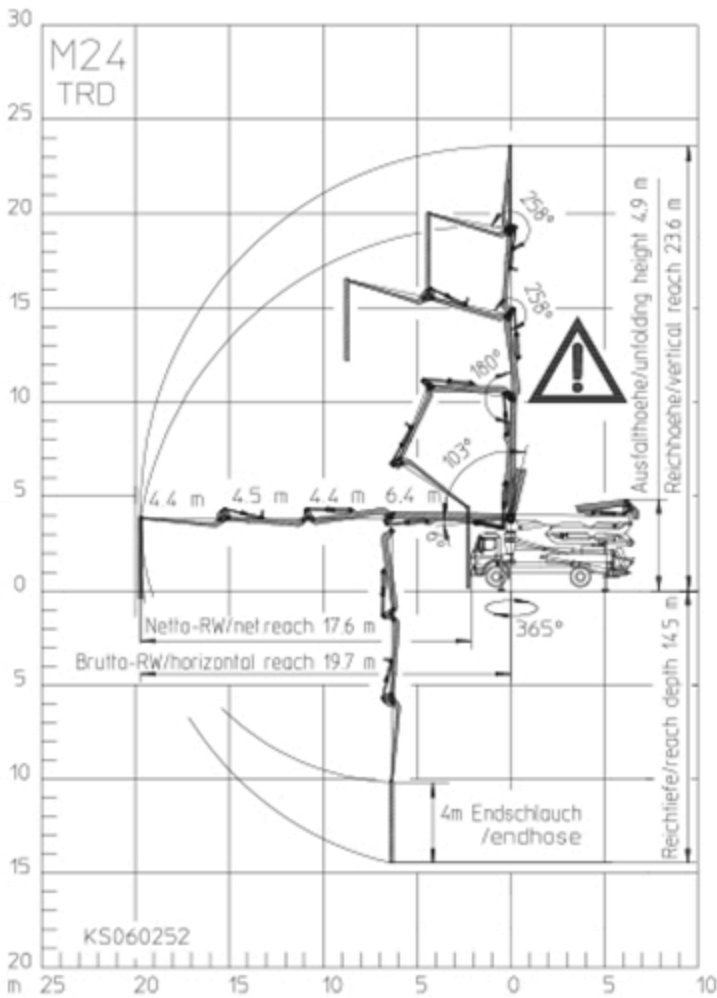 30
M24
TRD
25
20
15
10
5
0
5
10
15
20
m
25
20
15
10
5
0
5
10
258°
258°
180°
103°
9°
4.4 m
4.5 m
4.4 m
6.4 m
365°
Netto-RW/net.reach 17.6 m
Brutto-RW/horizontal reach 19.7 m
4m Endschlauch
/endhose
Ausfalthoehe/unfolding height 4.9 m
Reichhoehe/vertical reach 23.6 m
Reichtiefe/reach depth 14.5 m
KS060252